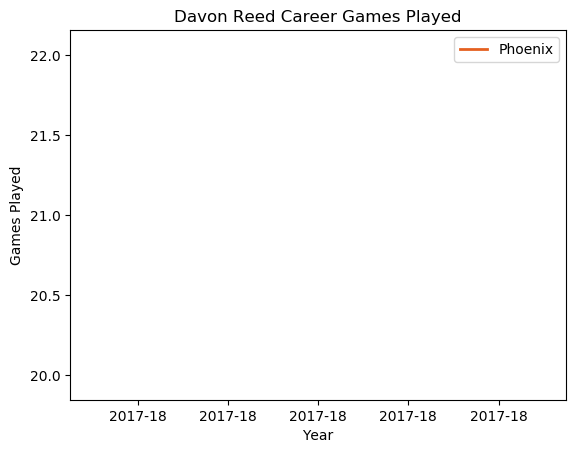 Davon Reed Career Games Played
Phoenix
22.0
21.5
21.0
20.5
20.0
Games Played
2017-18 2017-18 2017-18 2017-18 2017-18
Year